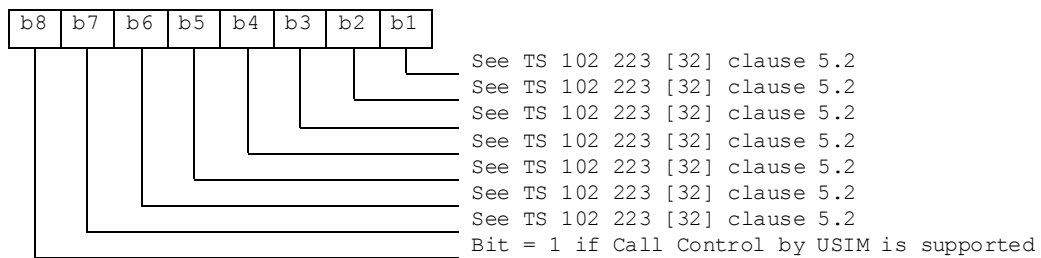 b8 b7 b6 b5 b4 b3 b2 b1
See TS 102 223 [32] clause 5.2
See TS 102 223 [32] clause 5.2
See TS 102 223 [32] clause 5.2
See TS 102 223 [32] clause 5.2
See TS 102 223 [32] clause 5.2
See TS 102 223 [32] clause 5.2
See TS 102 223 [32] clause 5.2
Bit = 1 if Call Control by USIM is supported